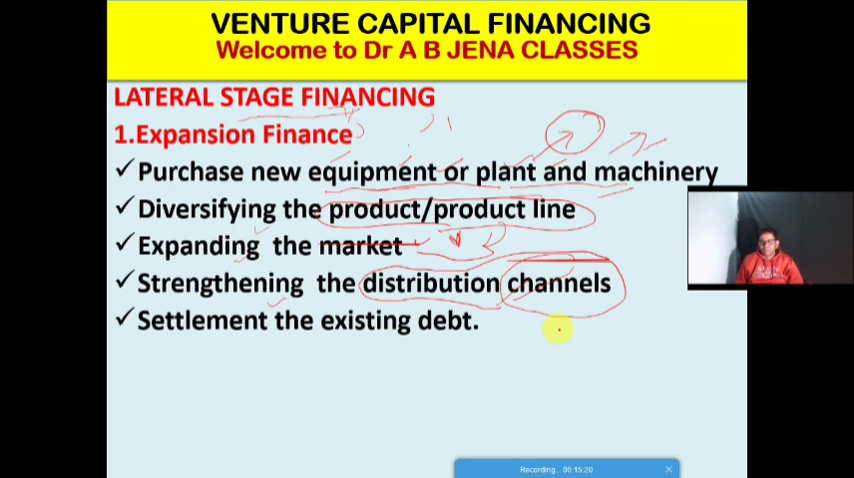 VENTURE CAPITAL FINANCING
Welcome to Dr A B JENA CLASSES
LATERAL STAGE FINANCING
1.Expansion Finance
✓Purchase new equipment or plant and machinery
✓Diversifying the product/product line
✓Expanding the market
✓Strengthening the distribution channels
✓Settlement the existing debt.
Recording... 00:15:20